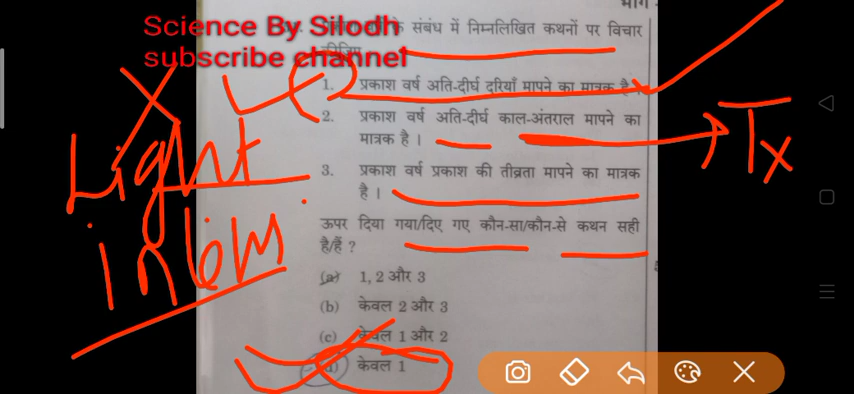 भाग
Science By Silodh
के संबंध में निम्नलिखित कथनों पर विचार
subscribe channel
1. प्रकाश वर्ष अति-दीर्घ दूरियाँ मापने का मात्रक है।
2. प्रकाश वर्ष अति-दीर्घ काल-अंतराल मापने का
मात्रक है।
3. प्रकाश वर्ष प्रकाश की तीव्रता मापने का मात्रक
है।
ऊपर दिया गया/दिए गए कौन-सा/कौन-से कथन सही
है/हैं ?
(a) 1, 2 और 3
(b) केवल 2 और 3
(c) केवल 1 और 2
(d) केवल 1
Light